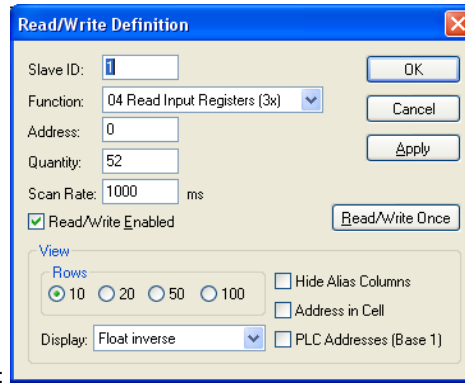 Read/Write Definition
Slave ID: 1
OK
Function: 04 Read Input Registers (3x)
Cancel
Address: 0
Quantity: 52
Apply
Scan Rate: 1000 ms
Read/Write Enabled
Read/Write Once
View
Rows
10 20 50 100
Hide Alias Columns
Address in Cell
Display: Float inverse
PLC Addresses (Base 1)
: